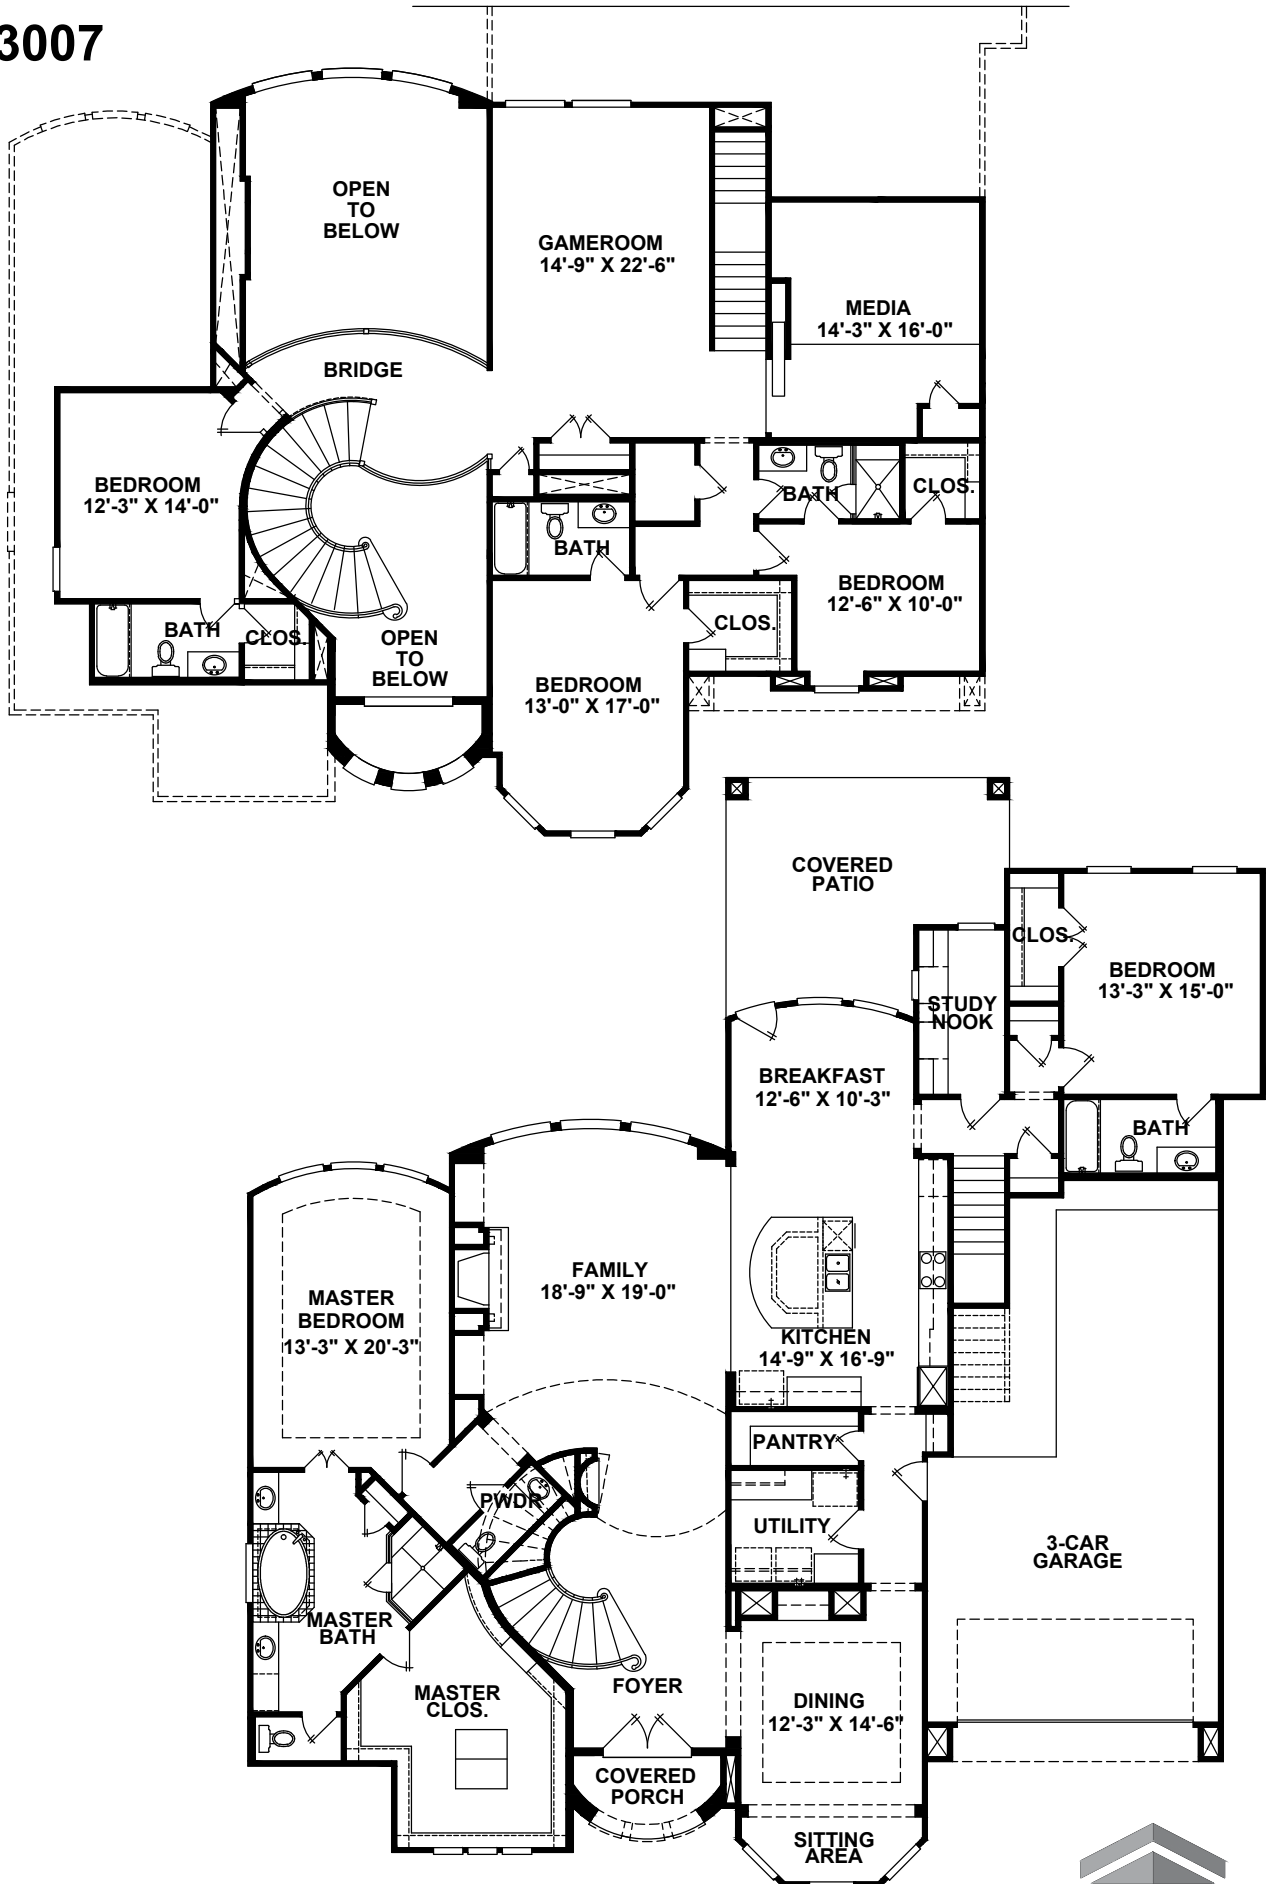 3007
OPEN
TO
BELOW
GAMEROOM
14'-9" X 22'-6"
MEDIA
14'-3" X 16'-0"
BRIDGE
BEDROOM
12'-3" X 14'-0"
BATH
CLOS.
BATH
BEDROOM
12'-6" X 10'-0"
CLOS.
BATH
CLOS.
OPEN
TO
BELOW
BEDROOM
13'-0" X 17'-0"
COVERED
PATIO
CLOS.
BEDROOM
13'-3" X 15'-0"
STUDY
NOOK
BREAKFAST
12'-6" X 10'-3"
BATH
FAMILY
18'-9" X 19'-0"
MASTER
BEDROOM
13'-3" X 20'-3"
KITCHEN
14'-9" X 16'-9"
PANTRY
PWDR
UTILITY
3-CAR
GARAGE
MASTER
BATH
FOYER
MASTER
CLOS.
DINING
12'-3" X 14'-6"
COVERED
PORCH
SITTING
AREA